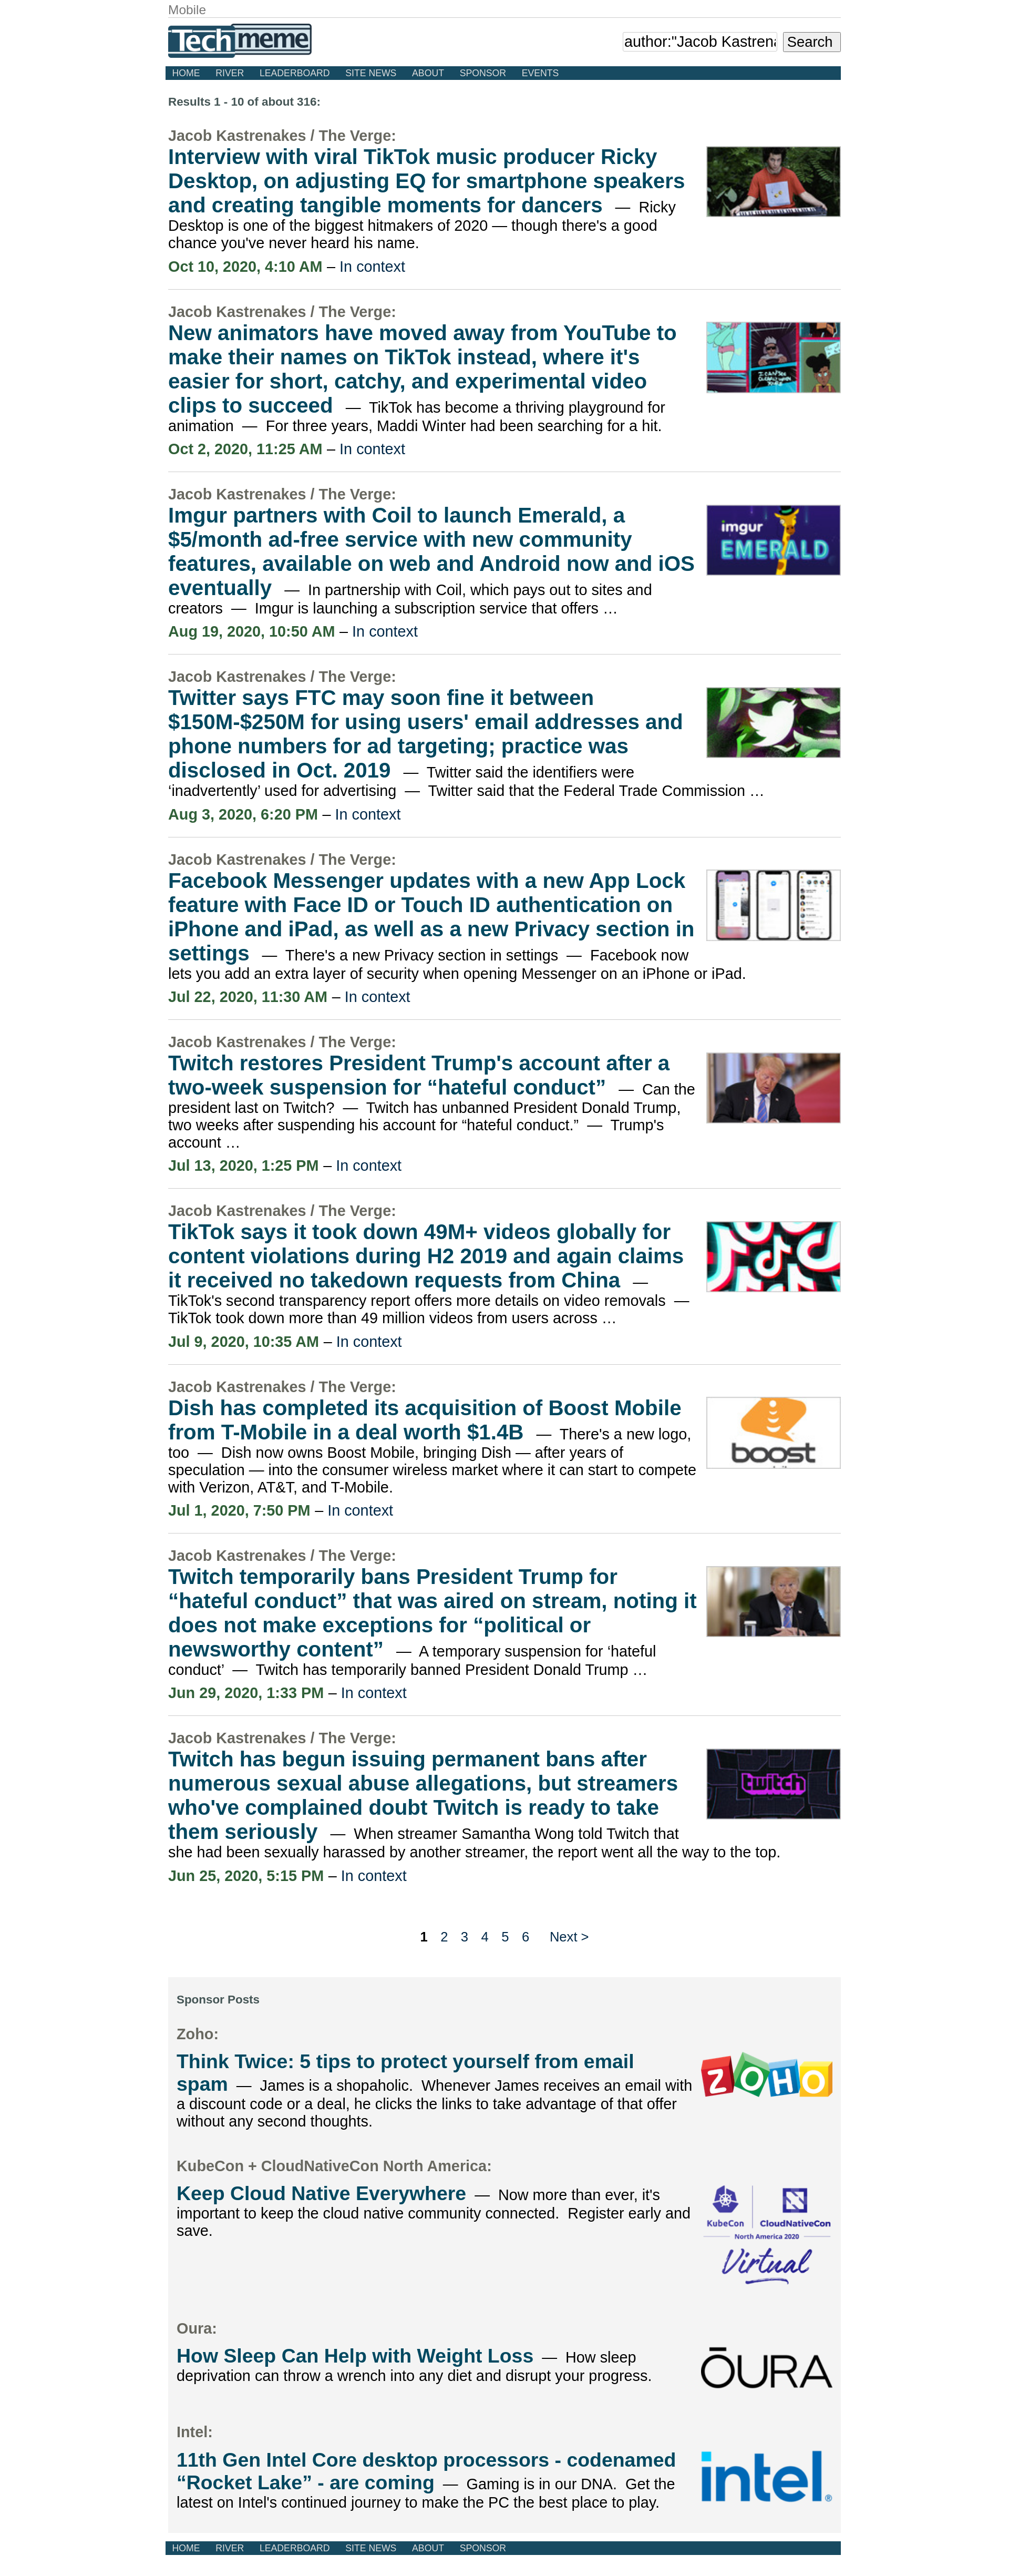 Mobile
Techmeme
author:"Jacob Kastrena
Search
HOME RIVER LEADERBOARD SITE NEWS ABOUT SPONSOR EVENTS
Results 1 - 10 of about 316:
Jacob Kastrenakes / The Verge:
Interview with viral TikTok music producer Ricky
Desktop, on adjusting EQ for smartphone speakers
and creating tangible moments for dancers — Ricky
Desktop is one of the biggest hitmakers of 2020 — though there's a good
chance you've never heard his name.
Oct 10, 2020, 4:10 AM – In context
Jacob Kastrenakes / The Verge:
New animators have moved away from YouTube to
make their names on TikTok instead, where it's
easier for short, catchy, and experimental video
clips to succeed — TikTok has become a thriving playground for
animation — For three years, Maddi Winter had been searching for a hit.
Oct 2, 2020, 11:25 AM – In context
Jacob Kastrenakes / The Verge:
Imgur partners with Coil to launch Emerald, a
$5/month ad-free service with new community
features, available on web and Android now and iOS
eventually — In partnership with Coil, which pays out to sites and
creators — Imgur is launching a subscription service that offers …
imgur
EMERALD
Aug 19, 2020, 10:50 AM – In context
Jacob Kastrenakes / The Verge:
Twitter says FTC may soon fine it between
$150M-$250M for using users' email addresses and
phone numbers for ad targeting; practice was
disclosed in Oct. 2019 — Twitter said the identifiers were
‘inadvertently’ used for advertising — Twitter said that the Federal Trade Commission …
Aug 3, 2020, 6:20 PM – In context
Jacob Kastrenakes / The Verge:
Facebook Messenger updates with a new App Lock
feature with Face ID or Touch ID authentication on
iPhone and iPad, as well as a new Privacy section in
settings — There's a new Privacy section in settings — Facebook now
lets you add an extra layer of security when opening Messenger on an iPhone or iPad.
Jul 22, 2020, 11:30 AM – In context
Jacob Kastrenakes / The Verge:
Twitch restores President Trump's account after a
two-week suspension for “hateful conduct” — Can the
president last on Twitch? — Twitch has unbanned President Donald Trump,
two weeks after suspending his account for “hateful conduct.” — Trump's
account …
Jul 13, 2020, 1:25 PM – In context
Jacob Kastrenakes / The Verge:
TikTok says it took down 49M+ videos globally for
content violations during H2 2019 and again claims
it received no takedown requests from China —
TikTok's second transparency report offers more details on video removals —
TikTok took down more than 49 million videos from users across …
Jul 9, 2020, 10:35 AM – In context
Jacob Kastrenakes / The Verge:
Dish has completed its acquisition of Boost Mobile
from T-Mobile in a deal worth $1.4B — There's a new logo,
too — Dish now owns Boost Mobile, bringing Dish — after years of
speculation — into the consumer wireless market where it can start to compete
with Verizon, AT&T, and T-Mobile.
boost
Jul 1, 2020, 7:50 PM – In context
Jacob Kastrenakes / The Verge:
Twitch temporarily bans President Trump for
“hateful conduct” that was aired on stream, noting it
does not make exceptions for “political or
newsworthy content” — A temporary suspension for ‘hateful
conduct’ — Twitch has temporarily banned President Donald Trump …
Jun 29, 2020, 1:33 PM – In context
Jacob Kastrenakes / The Verge:
Twitch has begun issuing permanent bans after
numerous sexual abuse allegations, but streamers
who've complained doubt Twitch is ready to take
them seriously — When streamer Samantha Wong told Twitch that
she had been sexually harassed by another streamer, the report went all the way to the top.
twitch
Jun 25, 2020, 5:15 PM – In context
1 2 3 4 5 6 Next >
Sponsor Posts
Zoho:
Think Twice: 5 tips to protect yourself from email
spam — James is a shopaholic. Whenever James receives an email with
a discount code or a deal, he clicks the links to take advantage of that offer
without any second thoughts.
ZOHO
KubeCon + CloudNativeCon North America:
Keep Cloud Native Everywhere — Now more than ever, it's
important to keep the cloud native community connected. Register early and
save.
KubeCon CloudNativeCon
North America 2020
Virtual
Oura:
How Sleep Can Help with Weight Loss — How sleep
deprivation can throw a wrench into any diet and disrupt your progress.
ŌURA
Intel:
11th Gen Intel Core desktop processors - codenamed
“Rocket Lake” - are coming — Gaming is in our DNA. Get the
latest on Intel's continued journey to make the PC the best place to play.
intel®
HOME RIVER LEADERBOARD SITE NEWS ABOUT SPONSOR